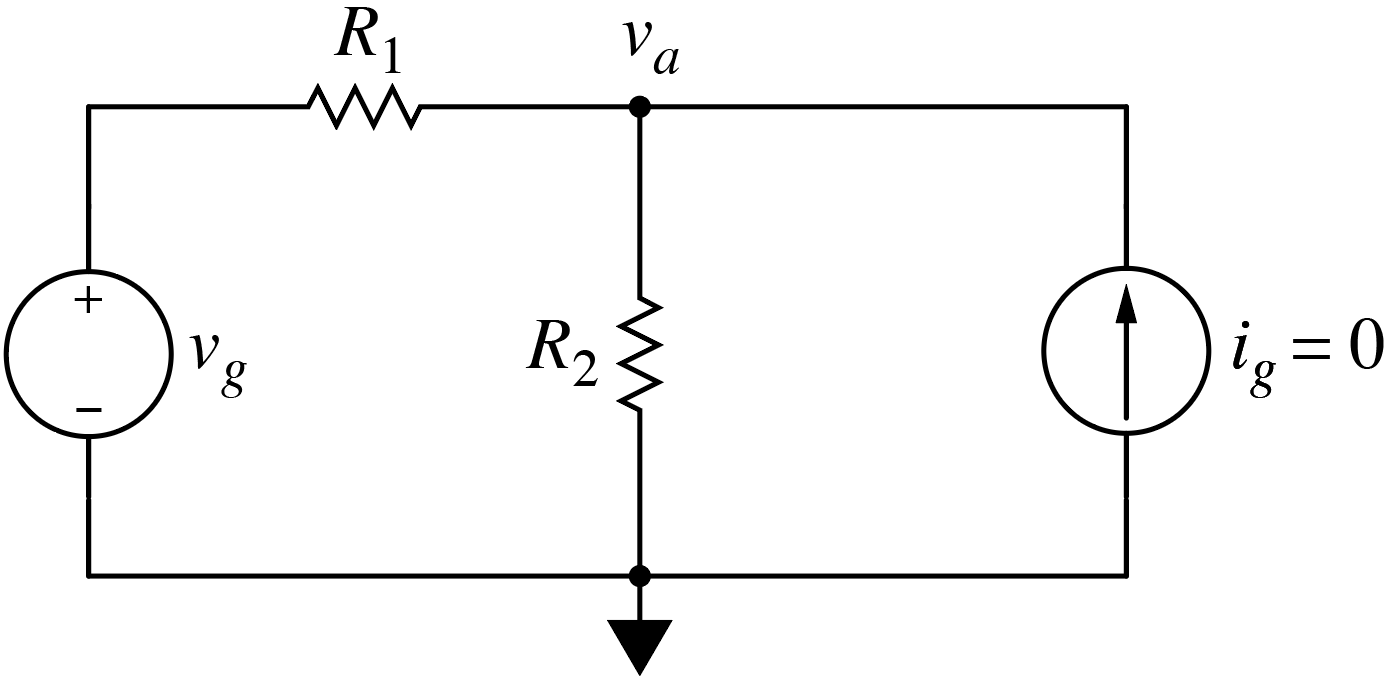 R1
va
+
vg
−
R2
ig = 0